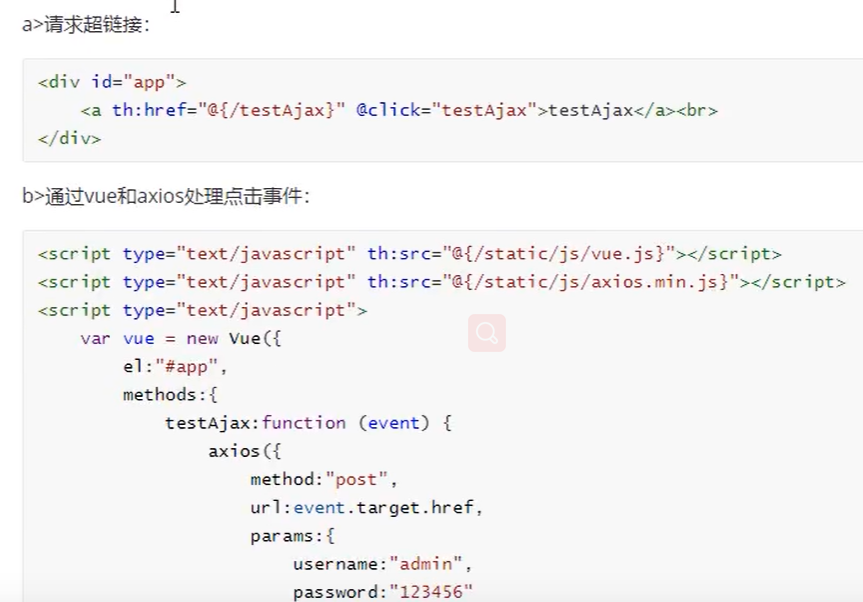 a>请求超链接：
<div id="app">
    <a th:href="@{/testAjax}" @click="testAjax">testAjax</a><br>
</div>
b>通过vue和axios处理点击事件：
<script type="text/javascript" th:src="@{/static/js/vue.js}"></script>
<script type="text/javascript" th:src="@{/static/js/axios.min.js}"></script>
<script type="text/javascript">
    var vue = new Vue({
        el:"#app",
        methods:{
            testAjax:function (event) {
                axios({
                    method:"post",
                    url:event.target.href,
                    params:{
                        username:"admin",
                        password:"123456"